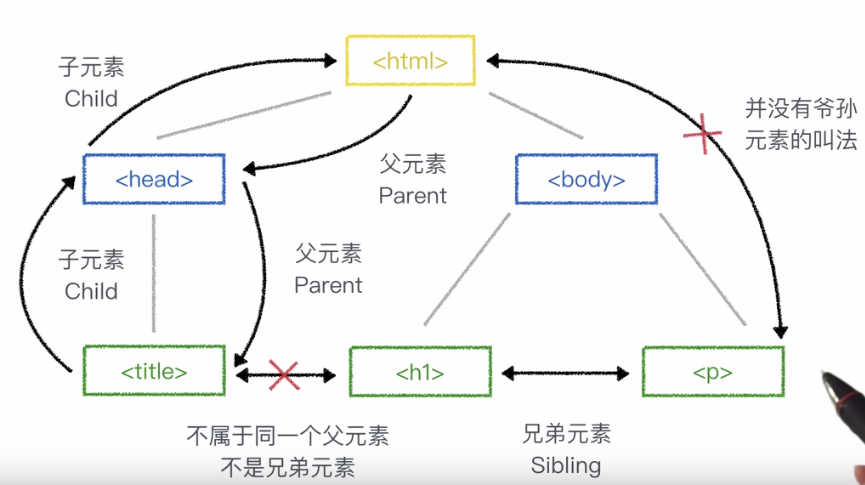 <html>
子元素
Child
并没有爷孙
元素的叫法
<head>
父元素
Parent
<body>
子元素
Child
父元素
Parent
<title>
<h1>
<p>
不属于同一个父元素
不是兄弟元素
兄弟元素
Sibling